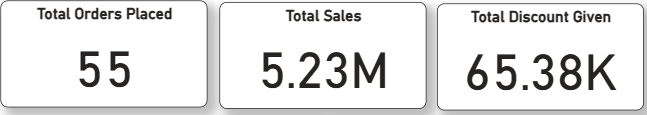 Total Orders Placed
55
Total Sales
5.23M
Total Discount Given
65.38K